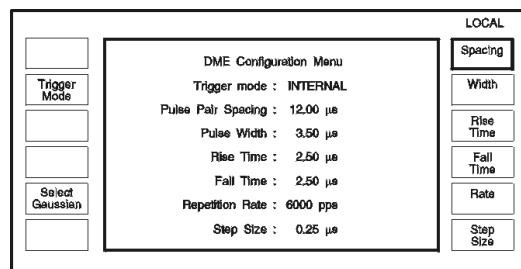 LOCAL
DME Configuration Menu
Trigger mode : INTERNAL
Pulse Pair Spacing : 12.00 µs
Pulse Width : 3.50 µs
Rise Time : 2.50 µs
Fall Time : 2.50 µs
Repetition Rate : 6000 pps
Step Size : 0.25 µs
Trigger
Mode
Select
Gaussian
Spacing
Width
Rise
Time
Fall
Time
Rate
Step
Size